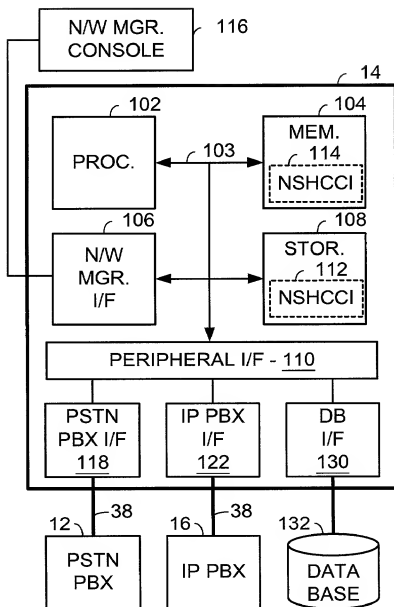 N/W MGR.
CONSOLE
116
14
102
PROC.
103
104
MEM.
114
NSHCCI
106
N/W
MGR.
I/F
108
STOR.
112
NSHCCI
PERIPHERAL I/F - 110
PSTN
PBX I/F
118
IP PBX
I/F
122
DB
I/F
130
12
38
16
38
132
PSTN
PBX
IP PBX
DATA
BASE